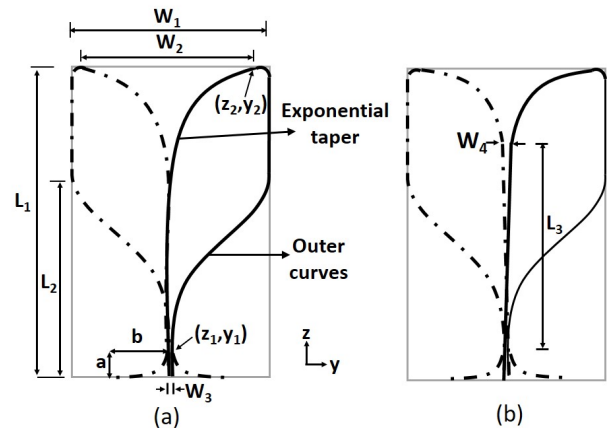 W₁
W₂
(z₂,y₂)
Exponential
taper
L₁
L₂
Outer
curves
b
a
(z₁,y₁)
W₃
z
y
(a)
W₄
L₃
(b)